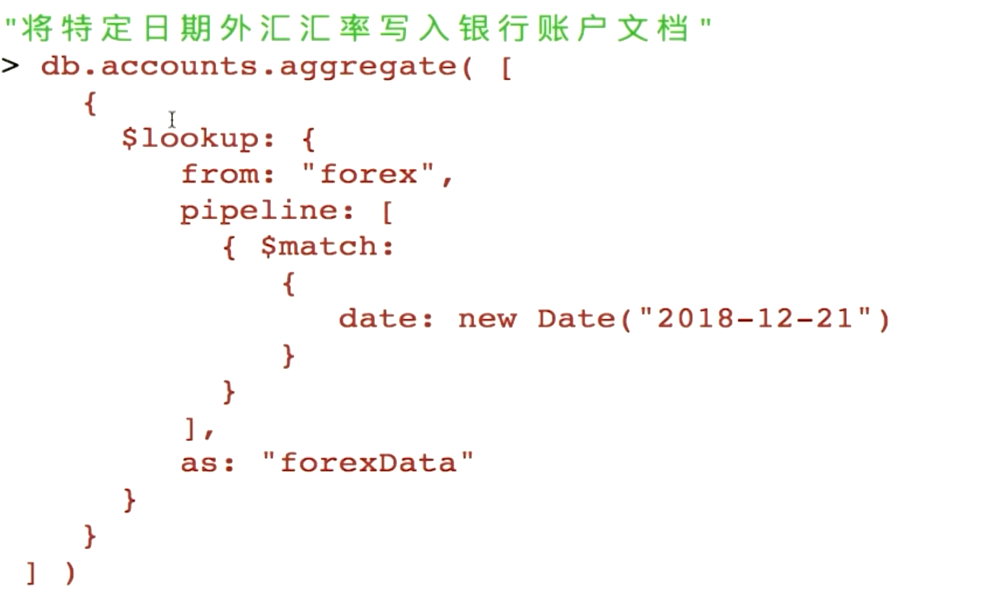 "将特定日期外汇汇率写入银行账户文档"
> db.accounts.aggregate( [
{
$lookup: {
from: "forex",
pipeline: [
{ $match:
{
date: new Date("2018-12-21")
}
}
],
as: "forexData"
}
}
] )